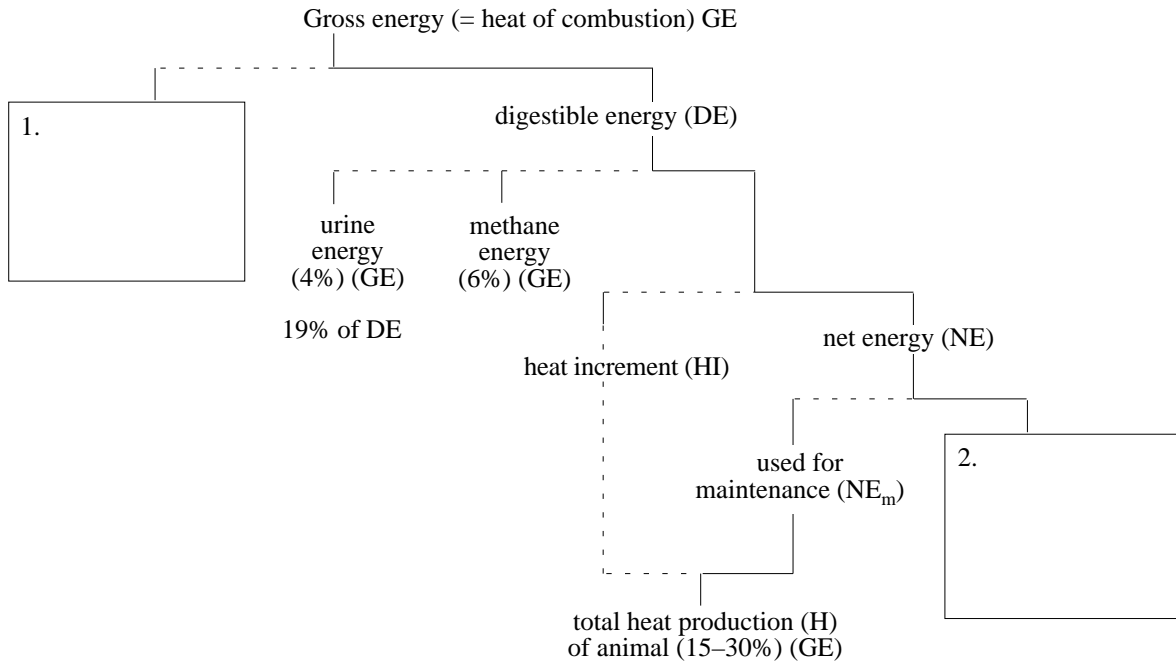 Gross energy (= heat of combustion) GE
1.
digestible energy (DE)
urine
energy
(4%) (GE)
methane
energy
(6%) (GE)
19% of DE
net energy (NE)
heat increment (HI)
used for
maintenance (NEm)
2.
total heat production (H)
of animal (15–30%) (GE)